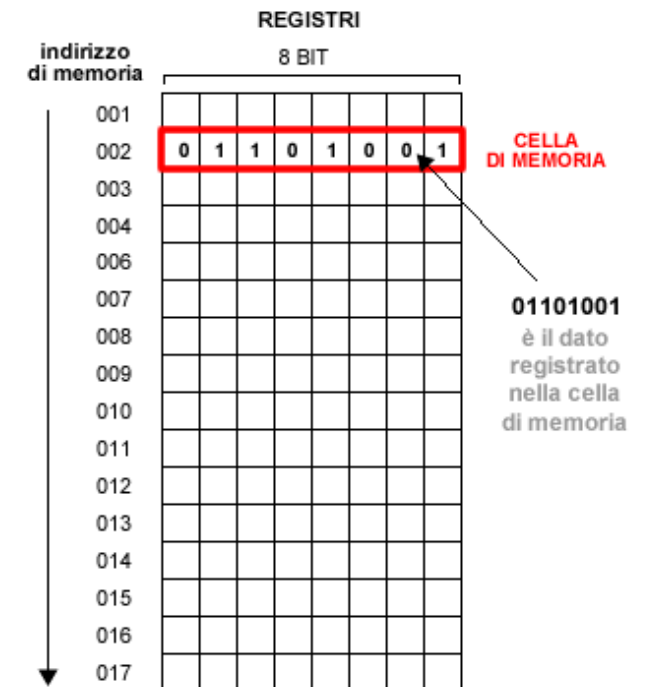 REGISTRI
indirizzo
di memoria
8 BIT
001
002 0 1 1 0 1 0 0 1
CELLA
DI MEMORIA
003
004
006
007
01101001
008
è il dato
009
registrato
nella cella
010
di memoria
011
012
013
014
015
016
017